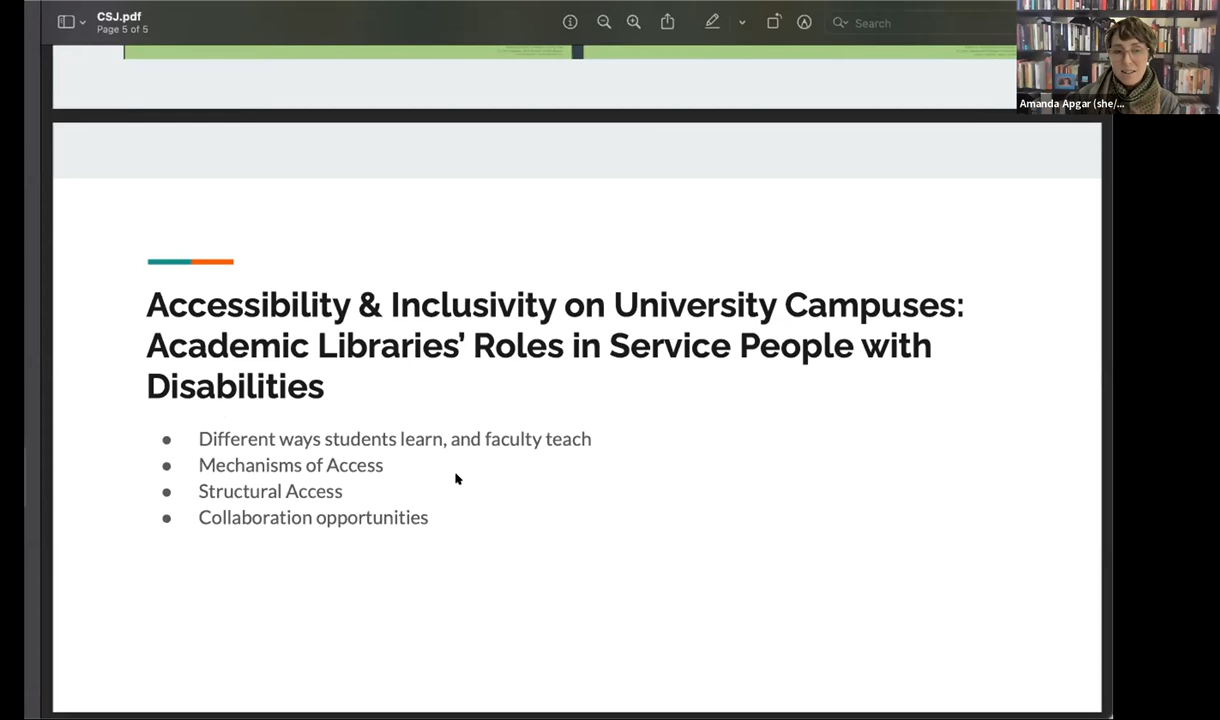 CSJ.pdf
Page 5 of 5
Search
Amanda Apgar (she/...
Accessibility & Inclusivity on University Campuses:
Academic Libraries’ Roles in Service People with
Disabilities
● Different ways students learn, and faculty teach
● Mechanisms of Access
● Structural Access
● Collaboration opportunities